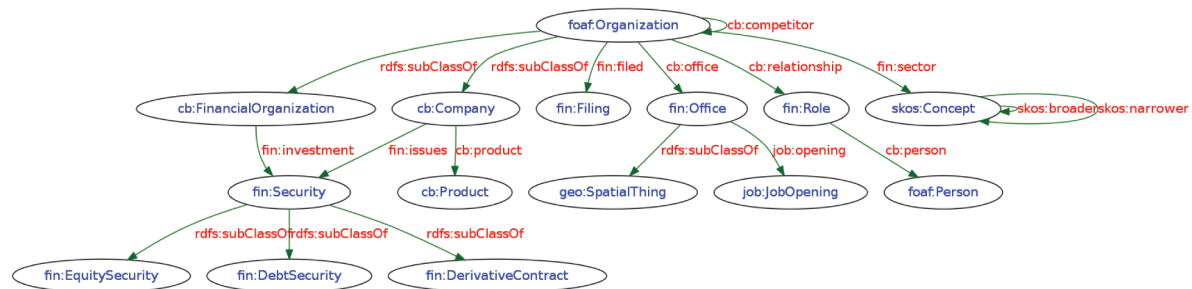 foaf:Organization
cb:competitor
rdfs:subClassOf
rdfs:subClassOf
fin:filed
cb:office
cb:relationship
fin:sector
cb:FinancialOrganization
cb:Company
fin:Filing
fin:Office
fin:Role
skos:Concept
skos:broader
skos:narrower
fin:investment
fin:issues
cb:product
rdfs:subClassOf
job:opening
cb:person
fin:Security
cb:Product
geo:SpatialThing
job:JobOpening
foaf:Person
rdfs:subClassOf
rdfs:subClassOf
rdfs:subClassOf
fin:EquitySecurity
fin:DebtSecurity
fin:DerivativeContract